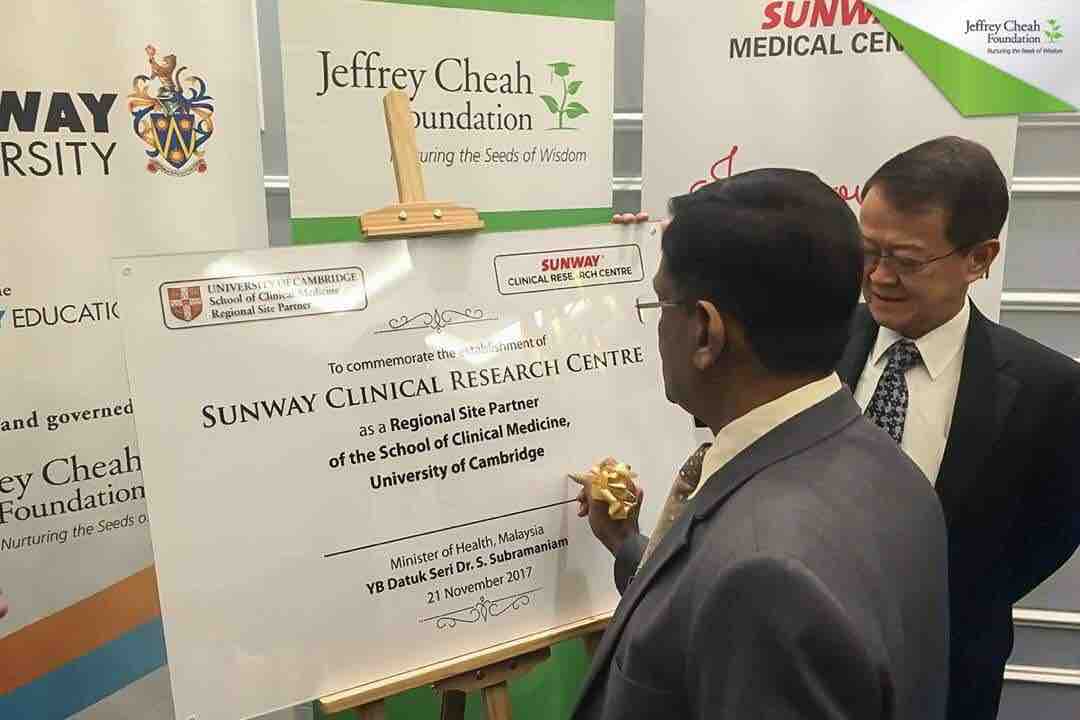 WAY
RSITY
EDUCATIO
and governed
ey Cheah
Foundation
Nurturing the Seeds o
Jeffrey Cheah
oundation
uring the Seeds of Wisdom
SUNWA
MEDICAL CEN
Jeffrey Cheah
Foundation
Nurturing the Seeds of Wisdom
UNIVERSITY OF CAMBRIDGE
School of Clinical Medicine
Regional Site Partner
SUNWAY
CLINICAL RESEARCH CENTRE
To commemorate the establishment of
SUNWAY CLINICAL RESEARCH CENTRE
as a Regional Site Partner
of the School of Clinical Medicine,
University of Cambridge
Minister of Health, Malaysia
YB Datuk Seri Dr. S. Subramaniam
21 November 2017